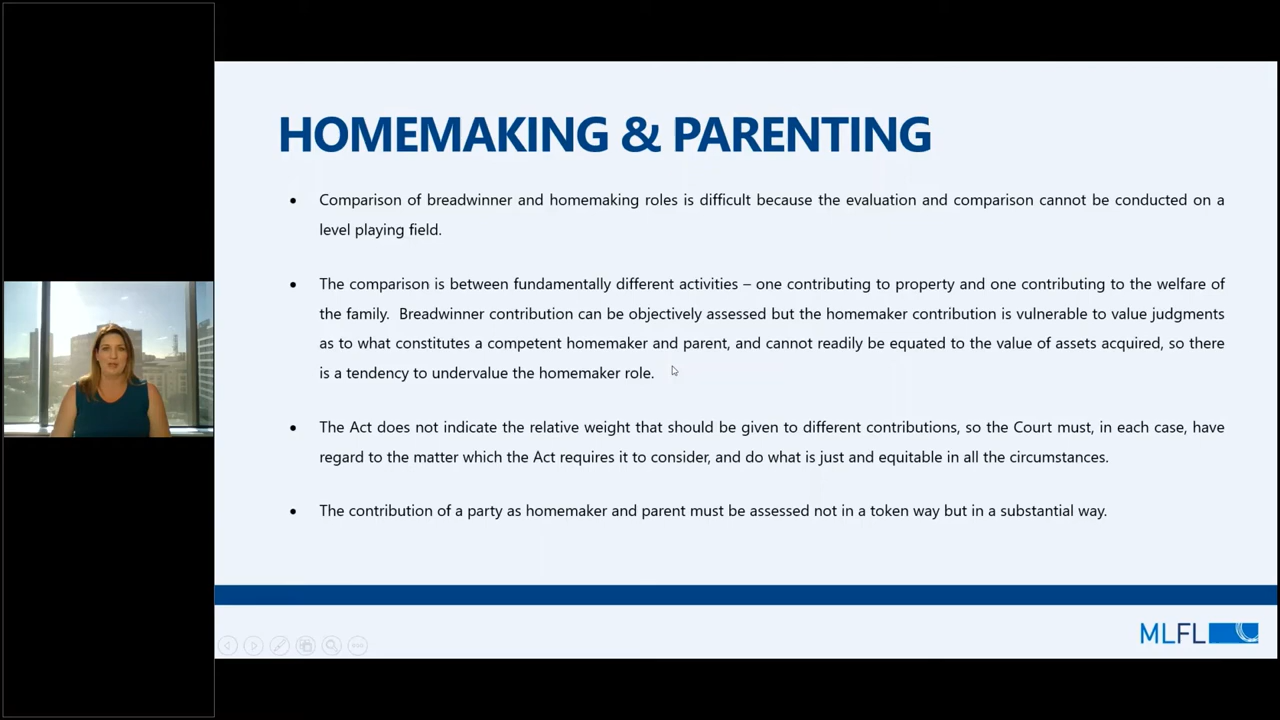 HOMEMAKING & PARENTING
• Comparison of breadwinner and homemaking roles is difficult because the evaluation and comparison cannot be conducted on a
level playing field.
• The comparison is between fundamentally different activities – one contributing to property and one contributing to the welfare of
the family. Breadwinner contribution can be objectively assessed but the homemaker contribution is vulnerable to value judgments
as to what constitutes a competent homemaker and parent, and cannot readily be equated to the value of assets acquired, so there
is a tendency to undervalue the homemaker role.
• The Act does not indicate the relative weight that should be given to different contributions, so the Court must, in each case, have
regard to the matter which the Act requires it to consider, and do what is just and equitable in all the circumstances.
• The contribution of a party as homemaker and parent must be assessed not in a token way but in a substantial way.
MLFL